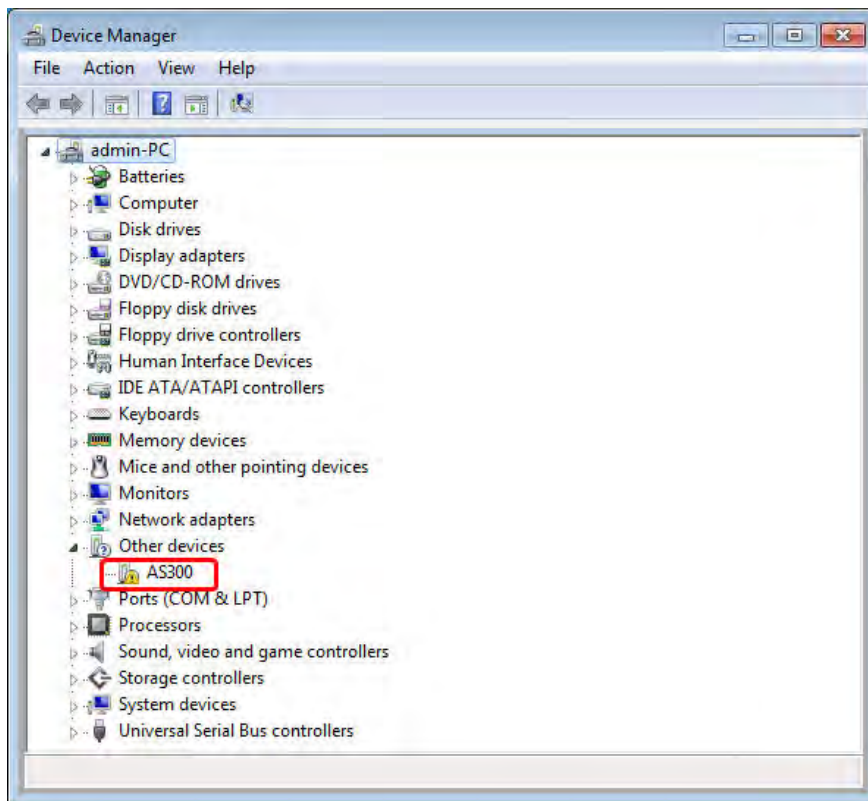 Device Manager
File Action View Help
admin-PC
Batteries
Computer
Disk drives
Display adapters
DVD/CD-ROM drives
Floppy disk drives
Floppy drive controllers
Human Interface Devices
IDE ATA/ATAPI controllers
Keyboards
Memory devices
Mice and other pointing devices
Monitors
Network adapters
Other devices
AS300
Ports (COM & LPT)
Processors
Sound, video and game controllers
Storage controllers
System devices
Universal Serial Bus controllers